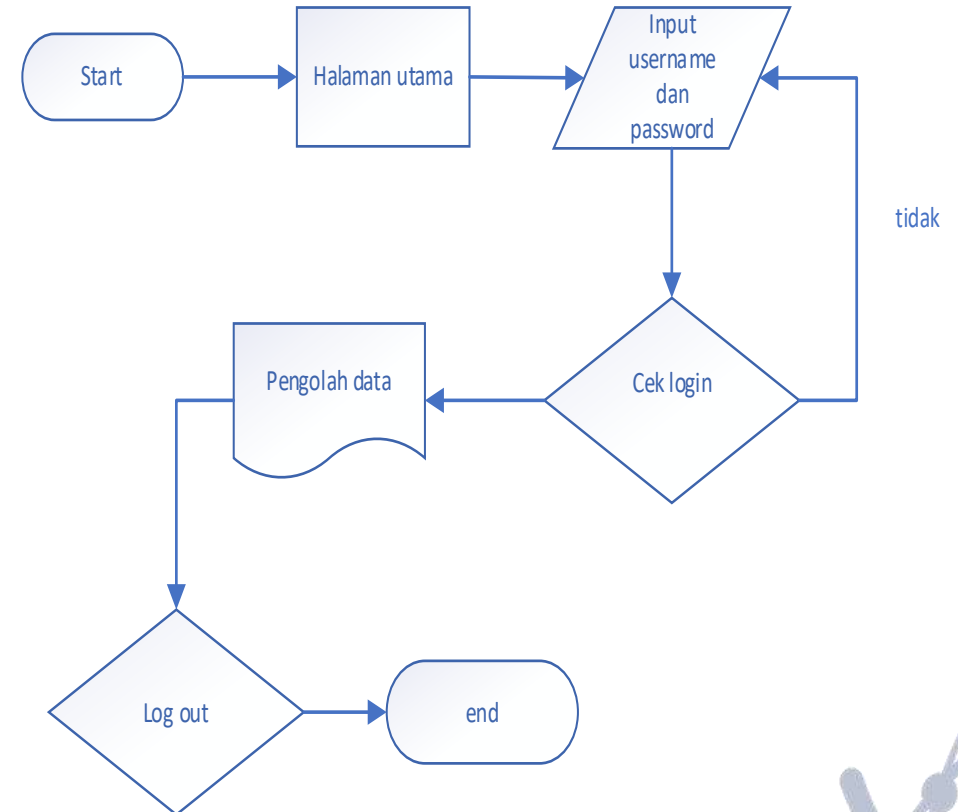 Start
Halaman utama
Input
username
dan
password
tidak
Cek login
Pengolah data
Log out
end